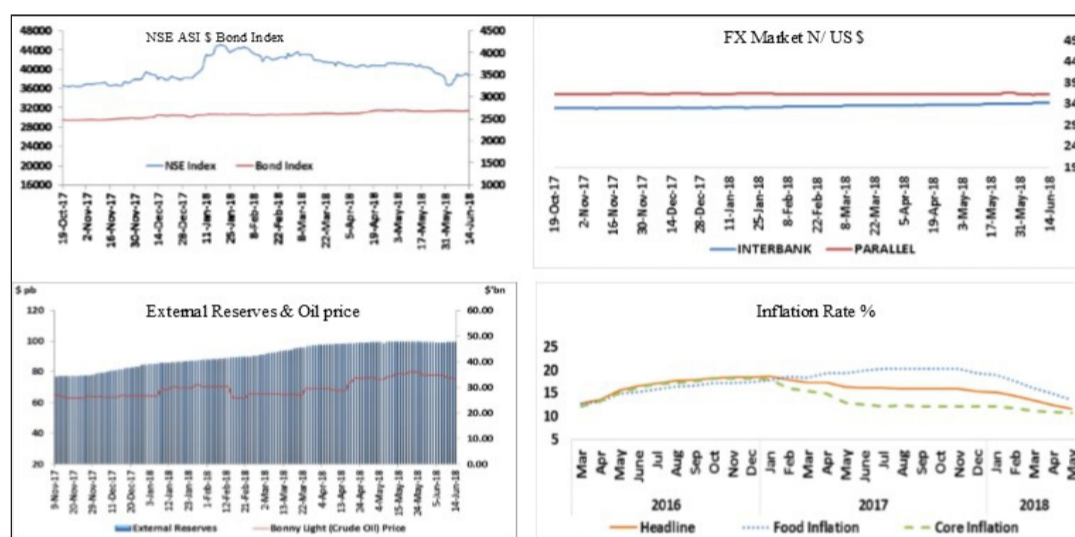 NSE ASI $ Bond Index
48000
44000
40000
36000
32000
28000
24000
20000
16000
4500
4000
3500
3000
2500
2000
1500
1000
NSE Index
Bond Index
19-Oct-17
2-Nov-17
16-Nov-17
30-Nov-17
14-Dec-17
28-Dec-17
11-Jan-18
25-Jan-18
8-Feb-18
22-Feb-18
8-Mar-18
22-Mar-18
5-Apr-18
19-Apr-18
3-May-18
17-May-18
31-May-18
14-Jun-18
FX Market N/ US $
INTERBANK
PARALLEL
19-Oct-17
2-Nov-17
16-Nov-17
30-Nov-17
14-Dec-17
28-Dec-17
11-Jan-18
25-Jan-18
8-Feb-18
22-Feb-18
8-Mar-18
22-Mar-18
5-Apr-18
19-Apr-18
3-May-18
17-May-18
31-May-18
14-Jun-18
$ pb
$'bn
External Reserves & Oil price
120
100
80
60
40
20
60.00
50.00
40.00
30.00
20.00
10.00
0.00
9-Nov-17
20-Nov-17
29-Nov-17
11-Dec-17
20-Dec-17
3-Jan-18
12-Jan-18
23-Jan-18
1-Feb-18
12-Feb-18
21-Feb-18
2-Mar-18
13-Mar-18
22-Mar-18
4-Apr-18
13-Apr-18
24-Apr-18
4-May-18
15-May-18
24-May-18
5-Jun-18
14-Jun-18
External Reserves
Bonny Light (Crude Oil) Price
Inflation Rate %
25
20
15
10
5
Mar
Apr
May
June
Jul
Aug
Sep
Oct
Nov
Dec
Jan
Feb
Mar
Apr
May
June
Jul
Aug
Sep
Oct
Nov
Dec
Jan
Feb
Mar
Apr
May
2016
2017
2018
Headline
Food Inflation
Core Inflation